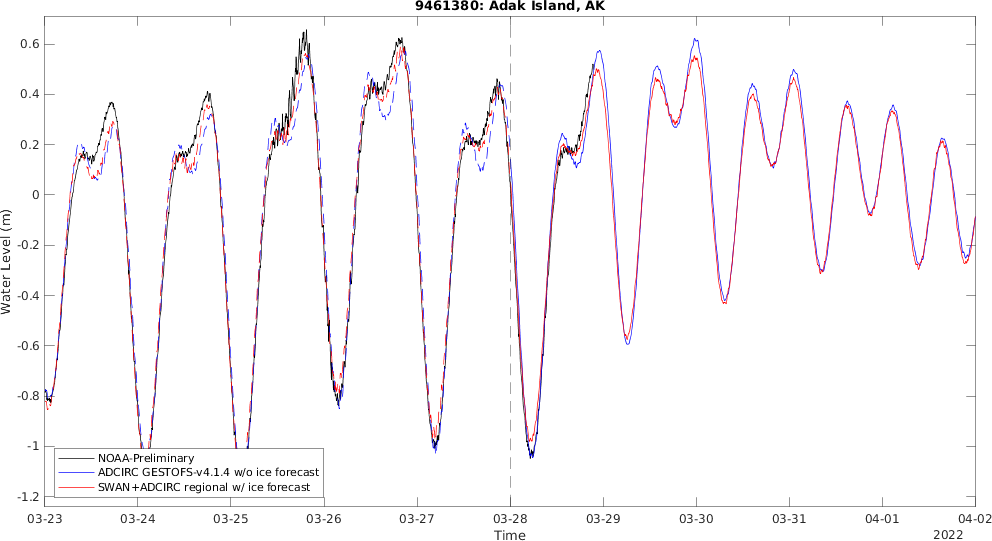 9461380: Adak Island, AK
0.6
0.4
0.2
0
-0.2
-0.4
-0.6
-0.8
-1
-1.2
Water Level (m)
NOAA-Preliminary
ADCIRC GESTOFS-v4.1.4 w/o ice forecast
SWAN+ADCIRC regional w/ ice forecast
03-23 03-24 03-25 03-26 03-27 03-28 03-29 03-30 03-31 04-01 04-02
Time
2022